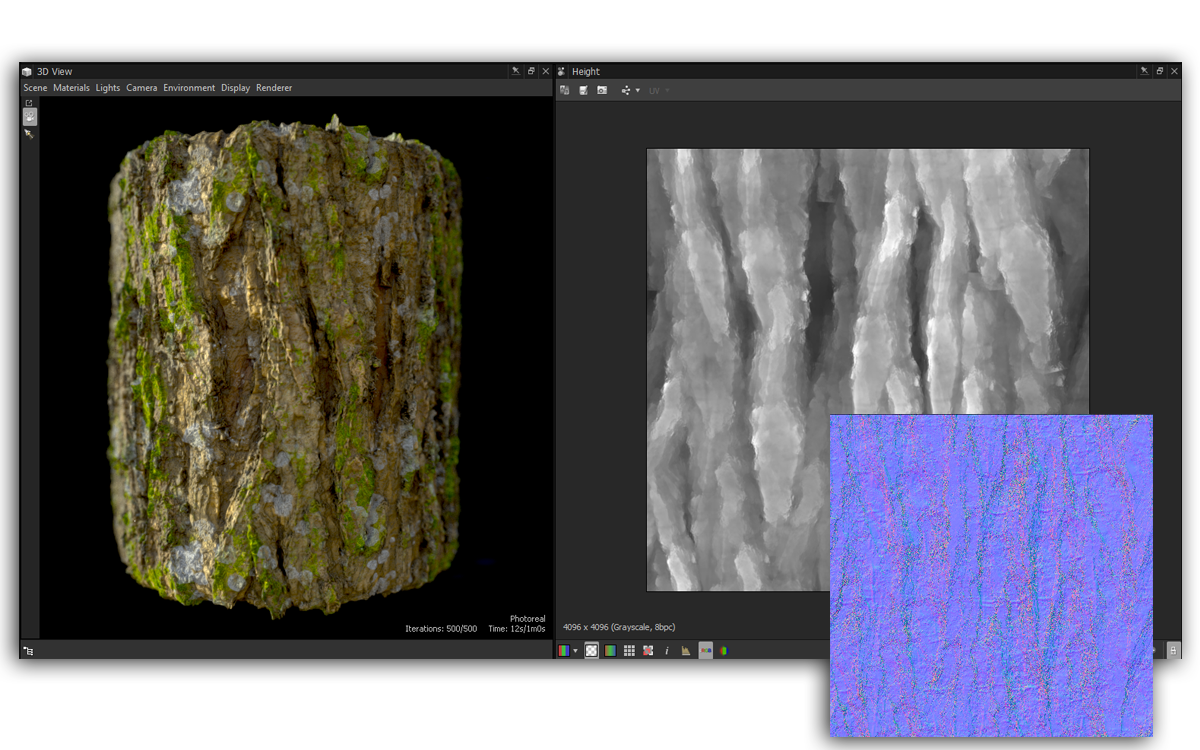 3D View
Scene Materials Lights Camera Environment Display Renderer
Photoreal
Iterations: 500/500 Time: 12s/1m0s
Height
UV
4096 x 4096 (Grayscale, 8bpc)